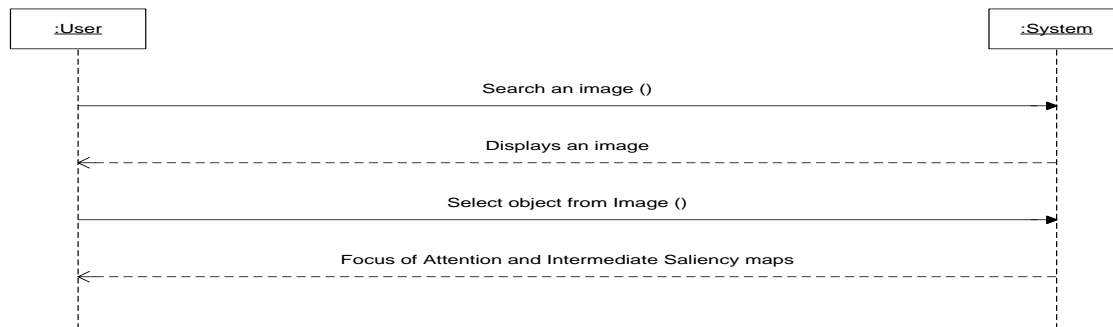 :User
:System
Search an image ()
Displays an image
Select object from Image ()
Focus of Attention and Intermediate Saliency maps